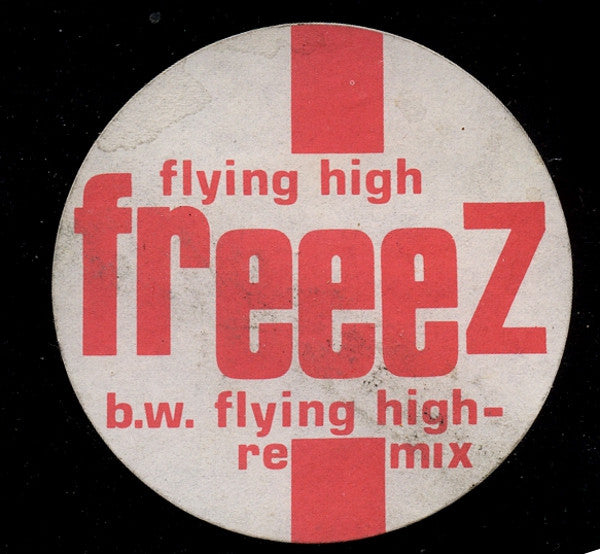 flying high
freeez
b.w. flying high-
re mix